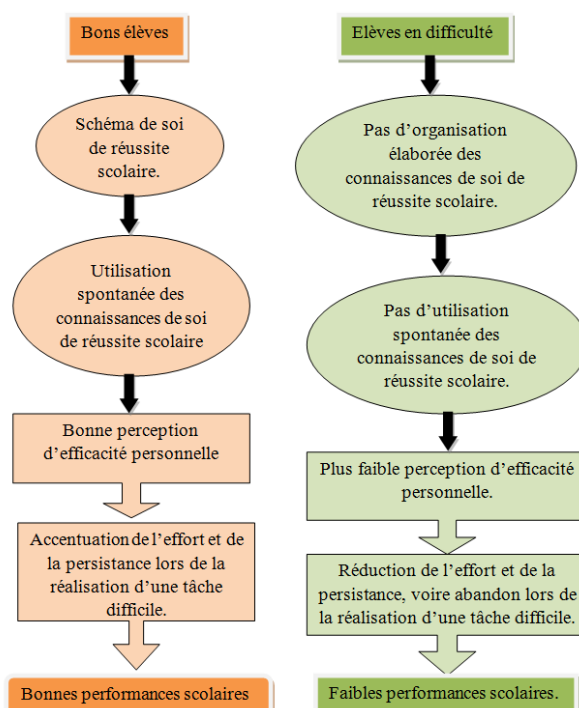 Bons élèves
Schéma de soi
de réussite
scolaire.
Utilisation
spontanée des
connaissances de soi
de réussite scolaire
Bonne perception
d'efficacité personnelle
Accentuation de l'effort et de
la persistance lors de la
réalisation d'une tâche
difficile.
Bonnes performances scolaires
Elèves en difficulté
Pas d'organisation
élaborée des
connaissances de soi de
réussite scolaire.
Pas d'utilisation
spontanée des
connaissances de soi de
réussite scolaire.
Plus faible perception d'efficacité
personnelle.
Réduction de l'effort et de la
persistance, voire abandon lors de
la réalisation d'une tâche difficile.
Faibles performances scolaires.